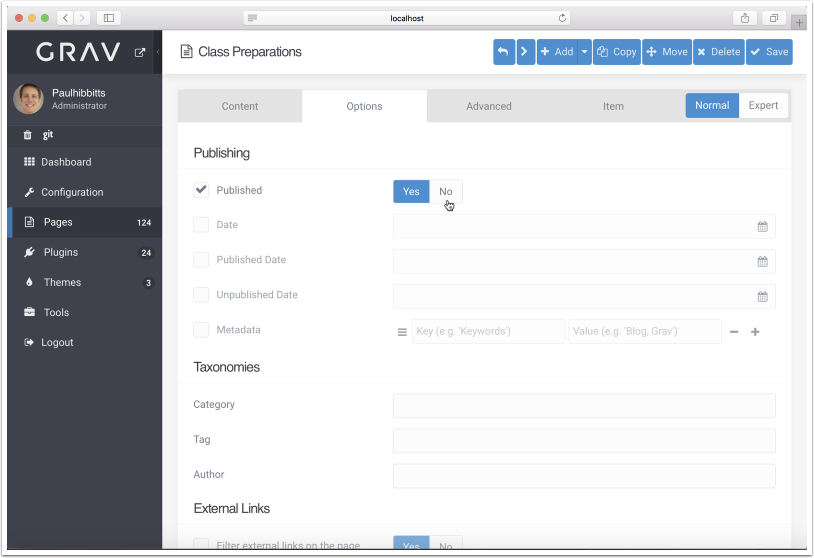 localhost
GRAV
Class Preparations
Add
Copy
Move
Delete
Save
Paulhibbitts
Administrator
git
Dashboard
Configuration
Pages 124
Plugins 24
Themes 3
Tools
Logout
Content Options Advanced Item Normal Expert
Publishing
Published Yes No
Date
Published Date
Unpublished Date
Metadata Key (e.g. 'Keywords') Value (e.g. 'Blog, Grav')
Taxonomies
Category
Tag
Author
External Links
Filter external links on the page Yes No